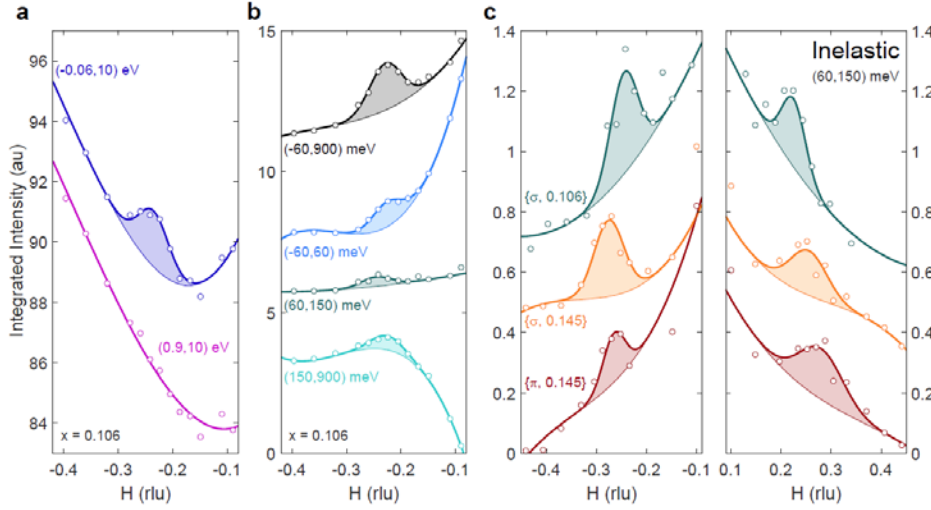 a
b
c
Integrated Intensity (au)
96
94
92
90
88
86
84
(-0.06,10) eV
(0.9,10) eV
x = 0.106
-0.4
-0.3
-0.2
-0.1
H (rlu)
15
10
5
0
(-60,900) meV
(-60,60) meV
(60,150) meV
(150,900) meV
x = 0.106
-0.4
-0.3
-0.2
-0.1
H (rlu)
1.4
1.2
1
0.8
0.6
0.4
0.2
0
{σ, 0.106}
{σ, 0.145}
{π, 0.145}
-0.4
-0.3
-0.2
-0.1
H (rlu)
Inelastic
(60,150) meV
1.4
1.2
1
0.8
0.6
0.4
0.2
0
0.1
0.2
0.3
0.4
H (rlu)